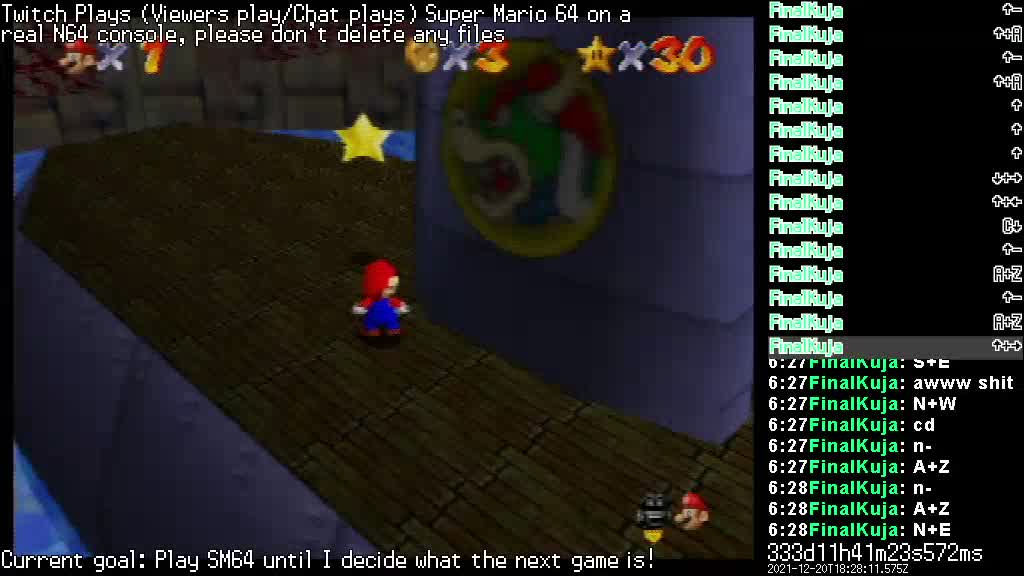 Twitch Plays (Viewers play/Chat plays) Super Mario 64 on a
real N64 console, please don't delete any files
x 7
x 3
x 30
Current goal: Play SM64 until I decide what the next game is!
FinalKuja ↑-
FinalKuja ↑+A
FinalKuja ↑-
FinalKuja ↑+A
FinalKuja ↑
FinalKuja ↑
FinalKuja ↑
FinalKuja ↓+→
FinalKuja ↑+←
FinalKuja C↓
FinalKuja ↑-
FinalKuja A+Z
FinalKuja ↑-
FinalKuja A+Z
FinalKuja ↑+→
6:27FinalKuja: S+E
6:27FinalKuja: awww shit
6:27FinalKuja: N+W
6:27FinalKuja: cd
6:27FinalKuja: n-
6:27FinalKuja: A+Z
6:28FinalKuja: n-
6:28FinalKuja: A+Z
6:28FinalKuja: N+E
333d11h41m23s572ms
2021-12-20T18:28:11.575Z